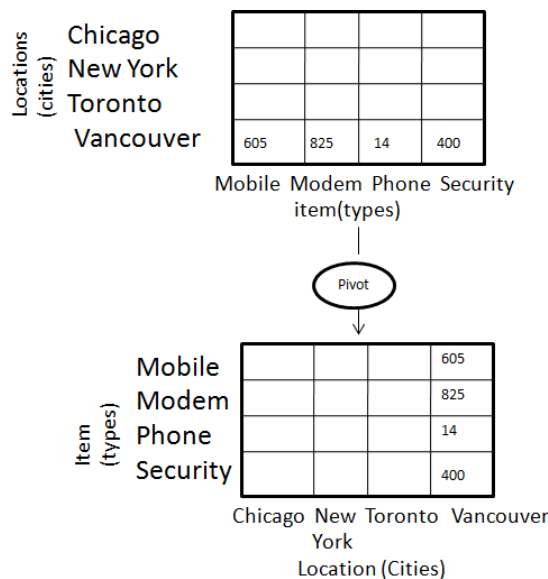 Locations
(cities)
Chicago
New York
Toronto
Vancouver
605 825 14 400
Mobile Modem Phone Security
item(types)
Pivot
Item
(types)
Mobile
Modem
Phone
Security
605
825
14
400
Chicago New Toronto Vancouver
York
Location (Cities)